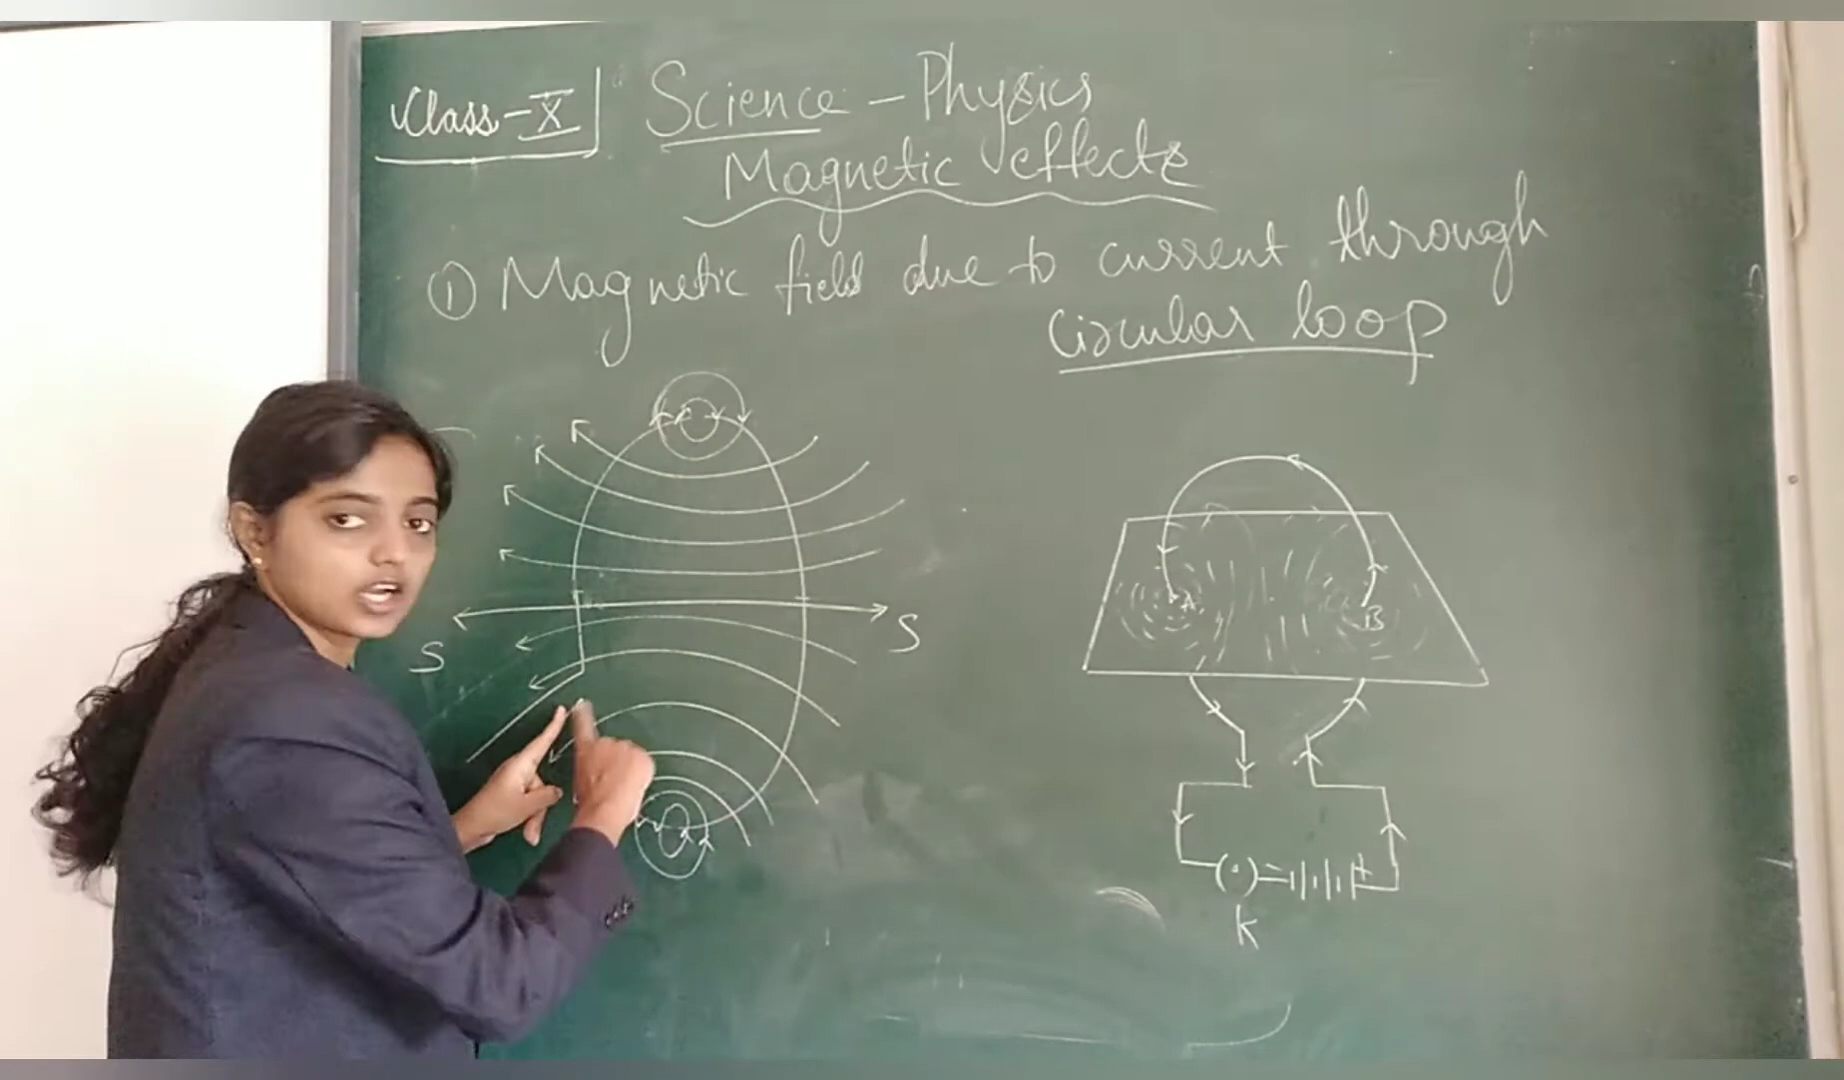 Class-X Science - Physics
Magnetic effects
① Magnetic field due to current through
circular loop
S S
A B
- +
K